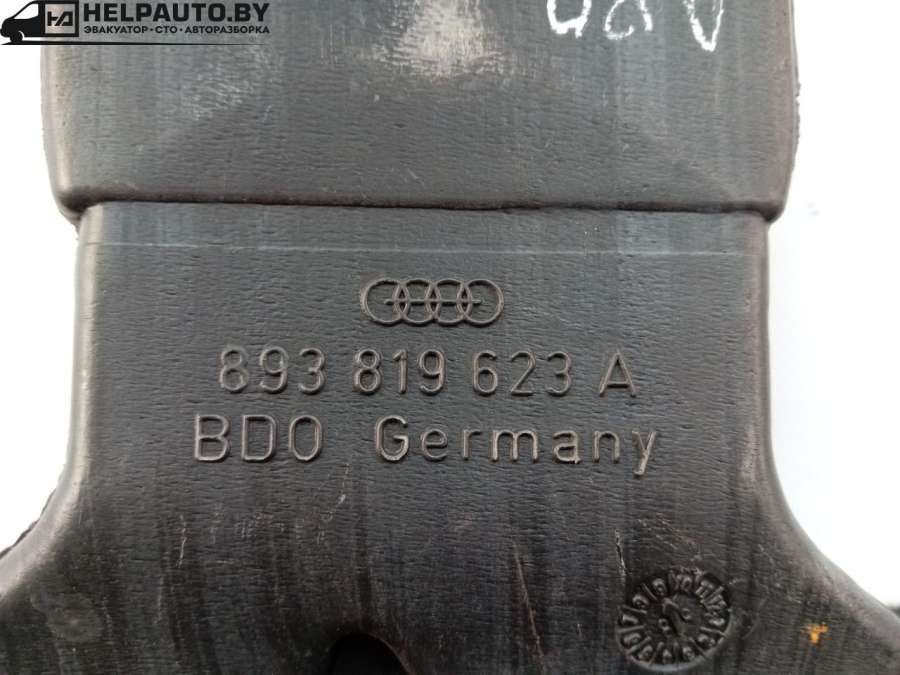 HELPAUTO.BY
ЭВАКУАТОР • СТО • АВТОРАЗБОРКА
893 819 623 A
BDO Germany